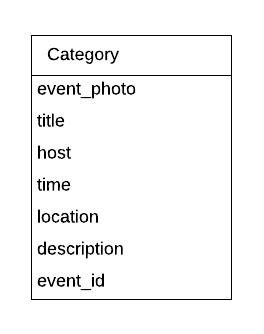 Category
event_photo
title
host
time
location
description
event_id